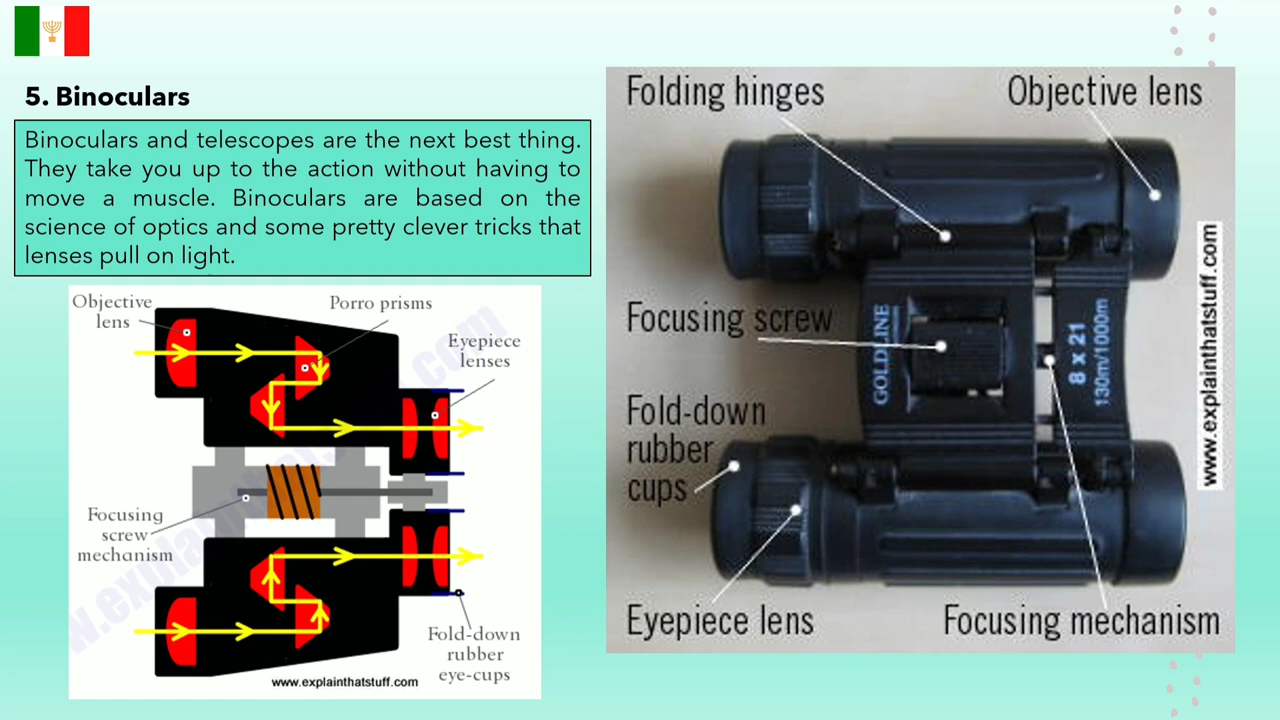 5. Binoculars
Binoculars and telescopes are the next best thing.
They take you up to the action without having to
move a muscle. Binoculars are based on the
science of optics and some pretty clever tricks that
lenses pull on light.
Objective
lens
Porro prisms
Eyepiece
lenses
Focusing
screw
mechanism
Fold-down
rubber
eye-cups
www.explainthatstuff.com
Folding hinges
Objective lens
Focusing screw
GOLDLINE
8 x 21
130m/1000m
Fold-down
rubber
cups
Eyepiece lens
Focusing mechanism
www.explainthatstuff.com